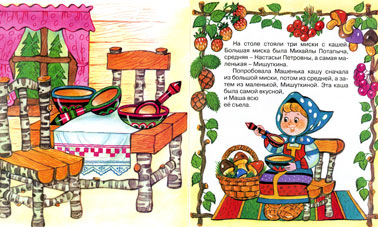 На столе стояли три миски с кашей.
Большая миска была Михайлы Потапыча,
средняя – Настасьи Петровны, а самая ма-
ленькая – Мишуткина.
Попробовала Машенька кашу сначала
из большой миски, потом из средней, а за-
тем из маленькой, Мишуткиной. Эта каша
была самой вкусной,
и Маша всю
её съела.